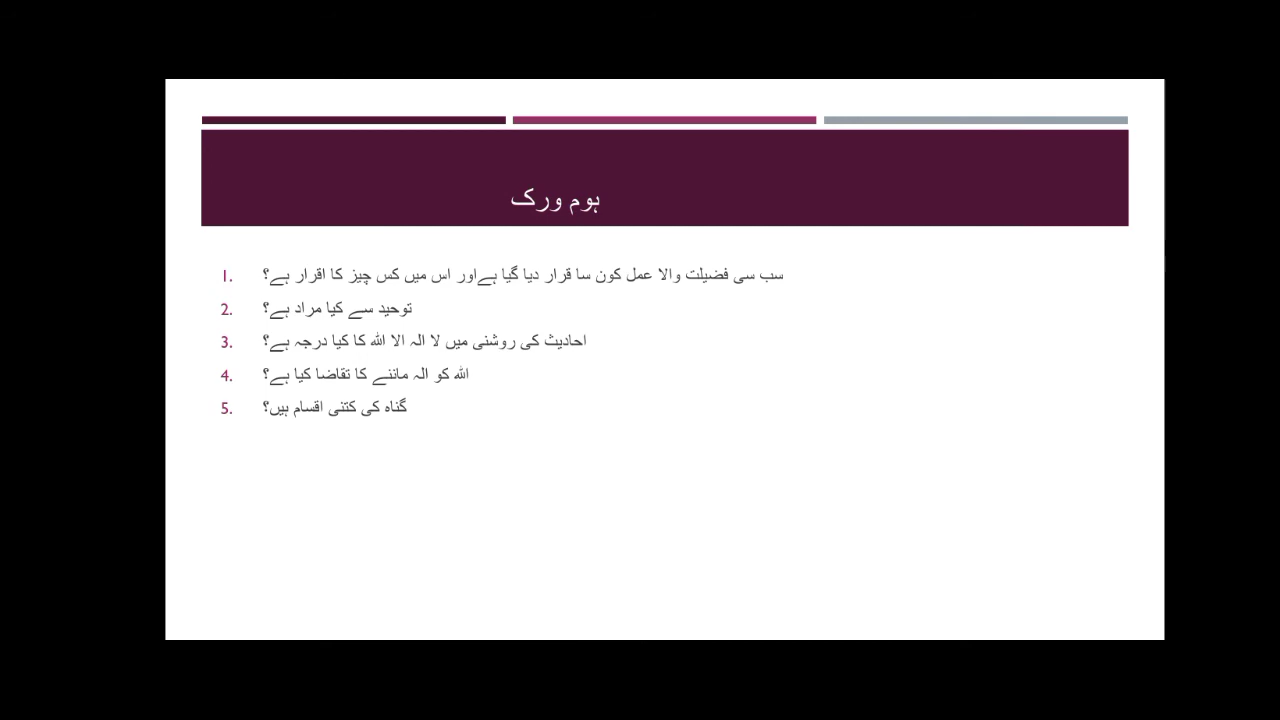 ہوم ورک
1. سب سی فضیلت والا عمل کون سا قرار دیا گیا ہےاور اس میں کس چیز کا اقرار ہے؟
2. توحید سے کیا مراد ہے؟
3. احادیث کی روشنی میں لا الہ الا اللہ کا کیا درجہ ہے؟
4. اللہ کو الہ ماننے کا تقاضا کیا ہے؟
5. گناہ کی کتنی اقسام ہیں؟